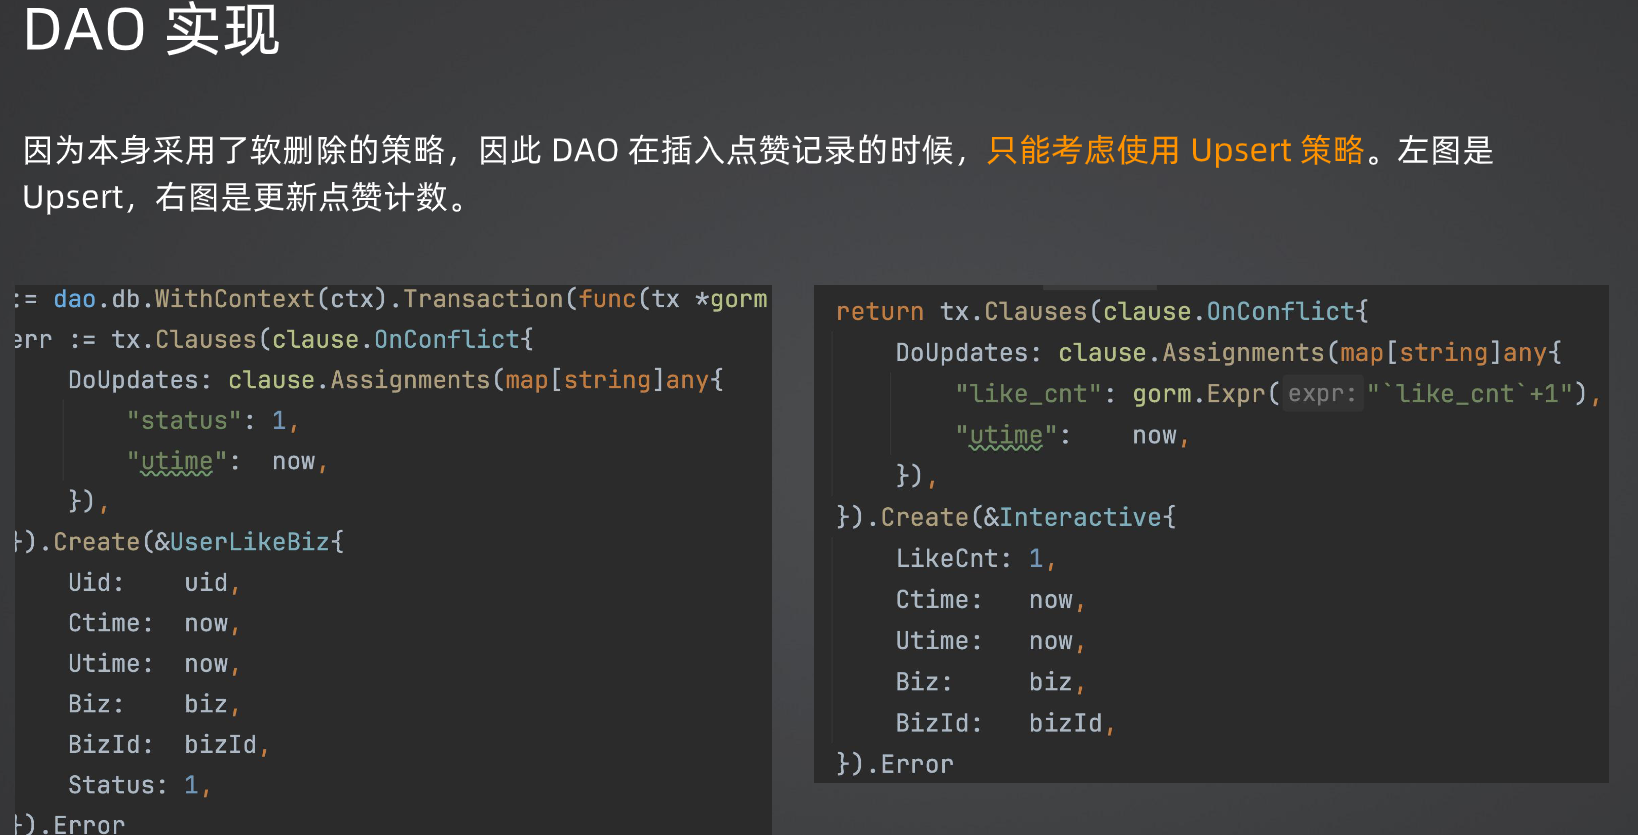 DAO 实现
因为本身采用了软删除的策略，因此 DAO 在插入点赞记录的时候，只能考虑使用 Upsert 策略。左图是
Upsert，右图是更新点赞计数。
:= dao.db.WithContext(ctx).Transaction(func(tx *gorm
err := tx.Clauses(clause.OnConflict{
DoUpdates: clause.Assignments(map[string]any{
"status": 1,
"utime": now,
}),
}).Create(&UserLikeBiz{
Uid: uid,
Ctime: now,
Utime: now,
Biz: biz,
BizId: bizId,
Status: 1,
}).Error
return tx.Clauses(clause.OnConflict{
DoUpdates: clause.Assignments(map[string]any{
"like_cnt": gorm.Expr( expr: "`like_cnt`+1"),
"utime": now,
}),
}).Create(&Interactive{
LikeCnt: 1,
Ctime: now,
Utime: now,
Biz: biz,
BizId: bizId,
}).Error